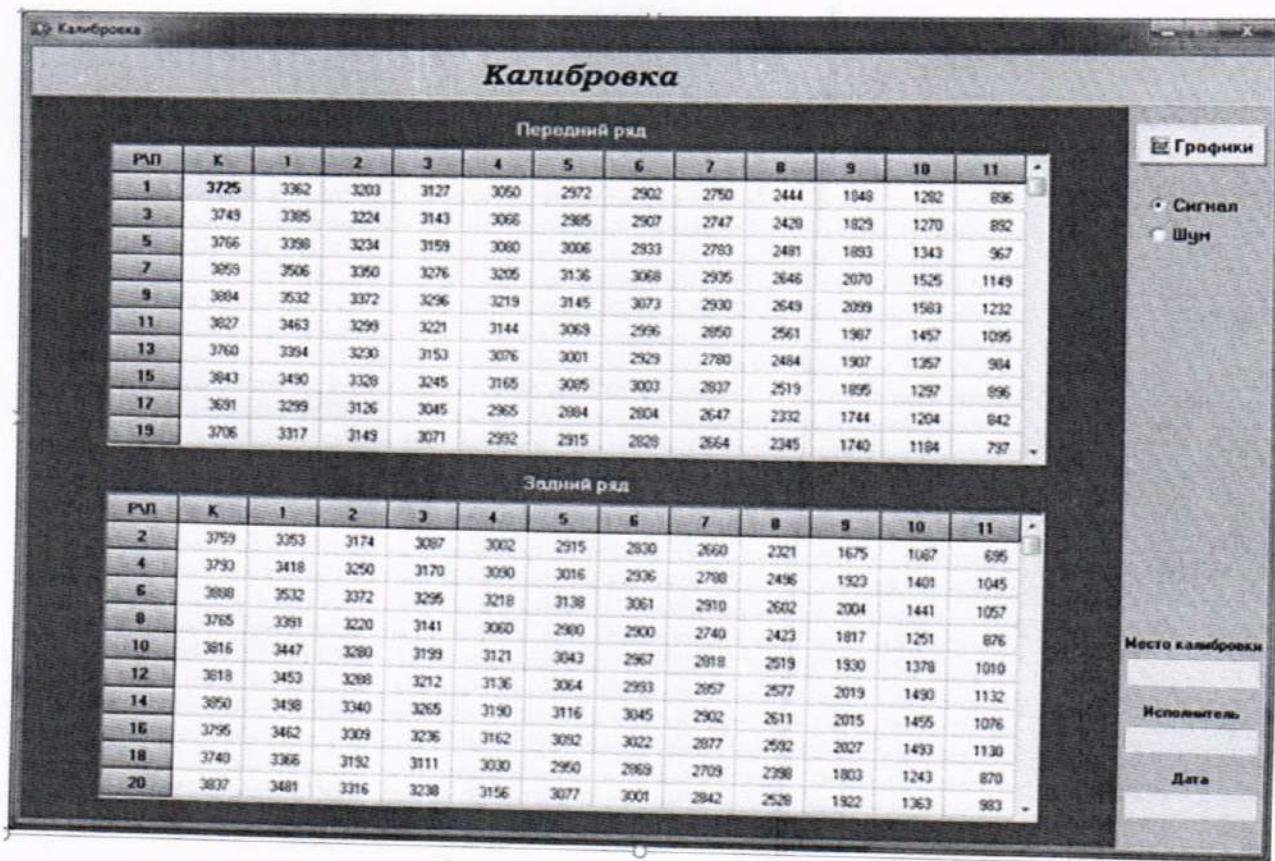 Калибровка
Калибровка
Передний ряд
Р\П К 1 2 3 4 5 6 7 8 9 10 11
1 3725 3362 3203 3127 3050 2972 2902 2750 2444 1848 1282 896
3 3749 3385 3224 3143 3066 2985 2907 2747 2428 1829 1270 892
5 3766 3398 3234 3159 3080 3006 2933 2783 2481 1893 1343 967
7 3859 3506 3350 3276 3205 3136 3068 2935 2646 2070 1525 1149
9 3884 3532 3372 3296 3219 3145 3073 2930 2649 2099 1583 1232
11 3827 3463 3299 3221 3144 3069 2996 2850 2561 1987 1457 1095
13 3760 3394 3230 3153 3076 3001 2929 2780 2484 1907 1357 984
15 3843 3490 3328 3245 3165 3085 3003 2837 2519 1895 1297 896
17 3691 3299 3126 3045 2965 2884 2804 2647 2332 1744 1204 842
19 3706 3317 3149 3071 2992 2915 2828 2664 2345 1740 1184 797
Задний ряд
Р\П К 1 2 3 4 5 6 7 8 9 10 11
2 3759 3353 3174 3087 3002 2915 2830 2660 2321 1675 1087 695
4 3793 3418 3250 3170 3090 3016 2936 2788 2496 1923 1401 1045
6 3898 3532 3372 3295 3218 3138 3061 2910 2602 2004 1441 1057
8 3765 3391 3220 3141 3060 2980 2900 2740 2423 1817 1251 876
10 3816 3447 3280 3199 3121 3043 2967 2818 2519 1930 1378 1010
12 3818 3453 3288 3212 3136 3064 2993 2857 2577 2019 1490 1132
14 3850 3498 3340 3265 3190 3116 3045 2902 2611 2015 1455 1076
16 3795 3462 3309 3236 3162 3092 3022 2877 2592 2027 1493 1130
18 3740 3366 3192 3111 3030 2950 2869 2709 2398 1803 1243 870
20 3837 3481 3316 3238 3156 3077 3001 2842 2528 1922 1363 983
Графики
Сигнал
Шум
Место калибровки
Исполнитель
Дата